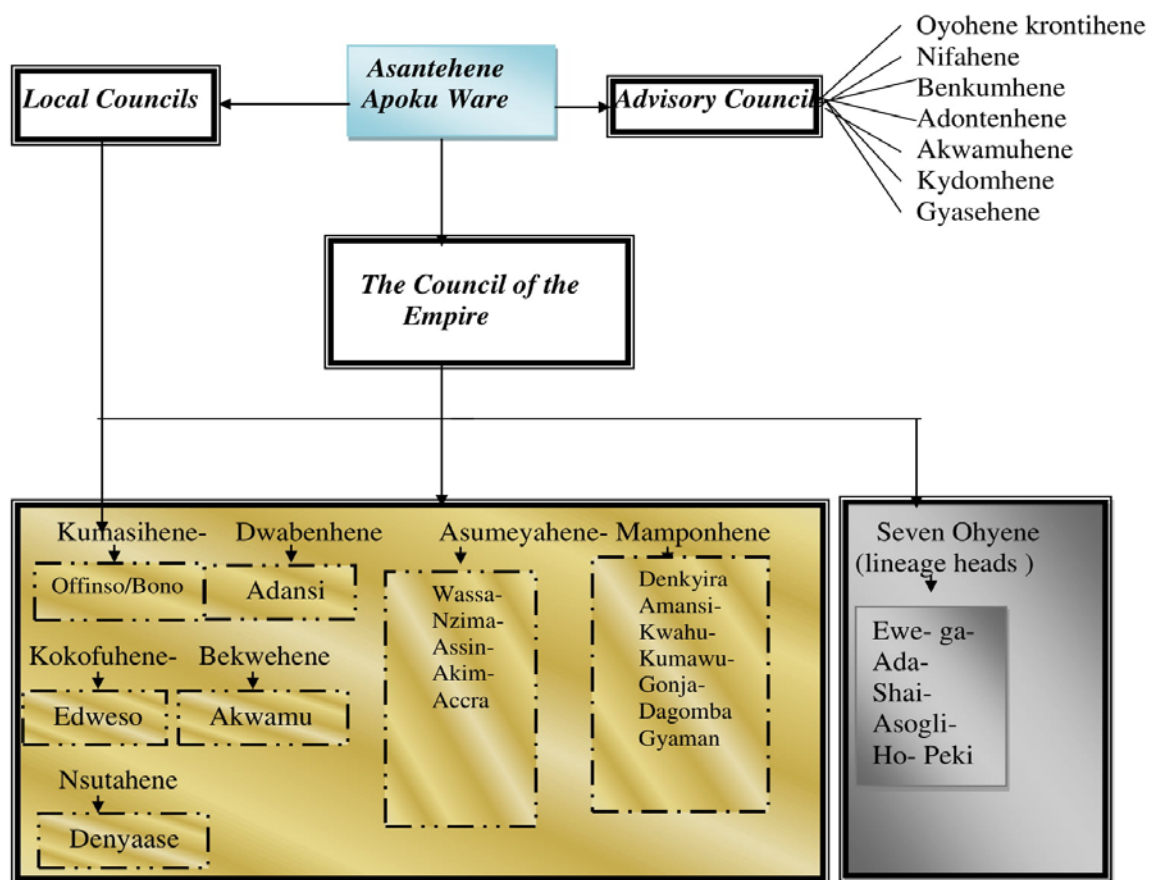 Oyohene krontihene
Nifahene
Benkumhene
Adontenhene
Akwamuhene
Kydomhene
Gyasehene
Local Councils
Asantehene
Apoku Ware
Advisory Council
The Council of the
Empire
Kumasihene- Dwabenhene
Offinso/Bono
Adansi
Kokofuhene- Bekwehene
Edweso
Akwamu
Nsutahene
Denyaase
Asumeyahene- Mamponhene
Wassa-
Nzima-
Assin-
Akim-
Accra
Denkyira
Amansi-
Kwahu-
Kumawu-
Gonja-
Dagomba
Gyaman
Seven Ohyene
(lineage heads )
Ewe- ga-
Ada-
Shai-
Asogli-
Ho- Peki